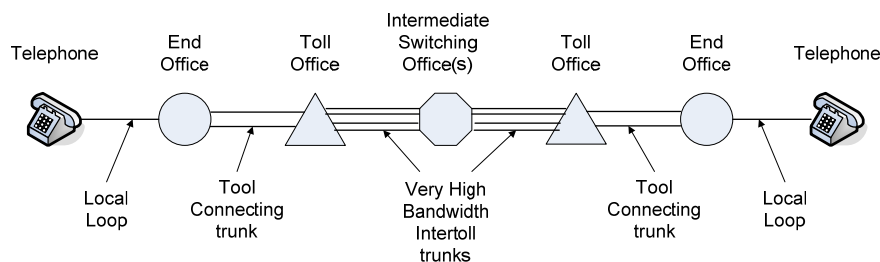 Telephone
End
Office
Toll
Office
Intermediate
Switching
Office(s)
Toll
Office
End
Office
Telephone
Local
Loop
Tool
Connecting
trunk
Very High
Bandwidth
Intertoll
trunks
Tool
Connecting
trunk
Local
Loop